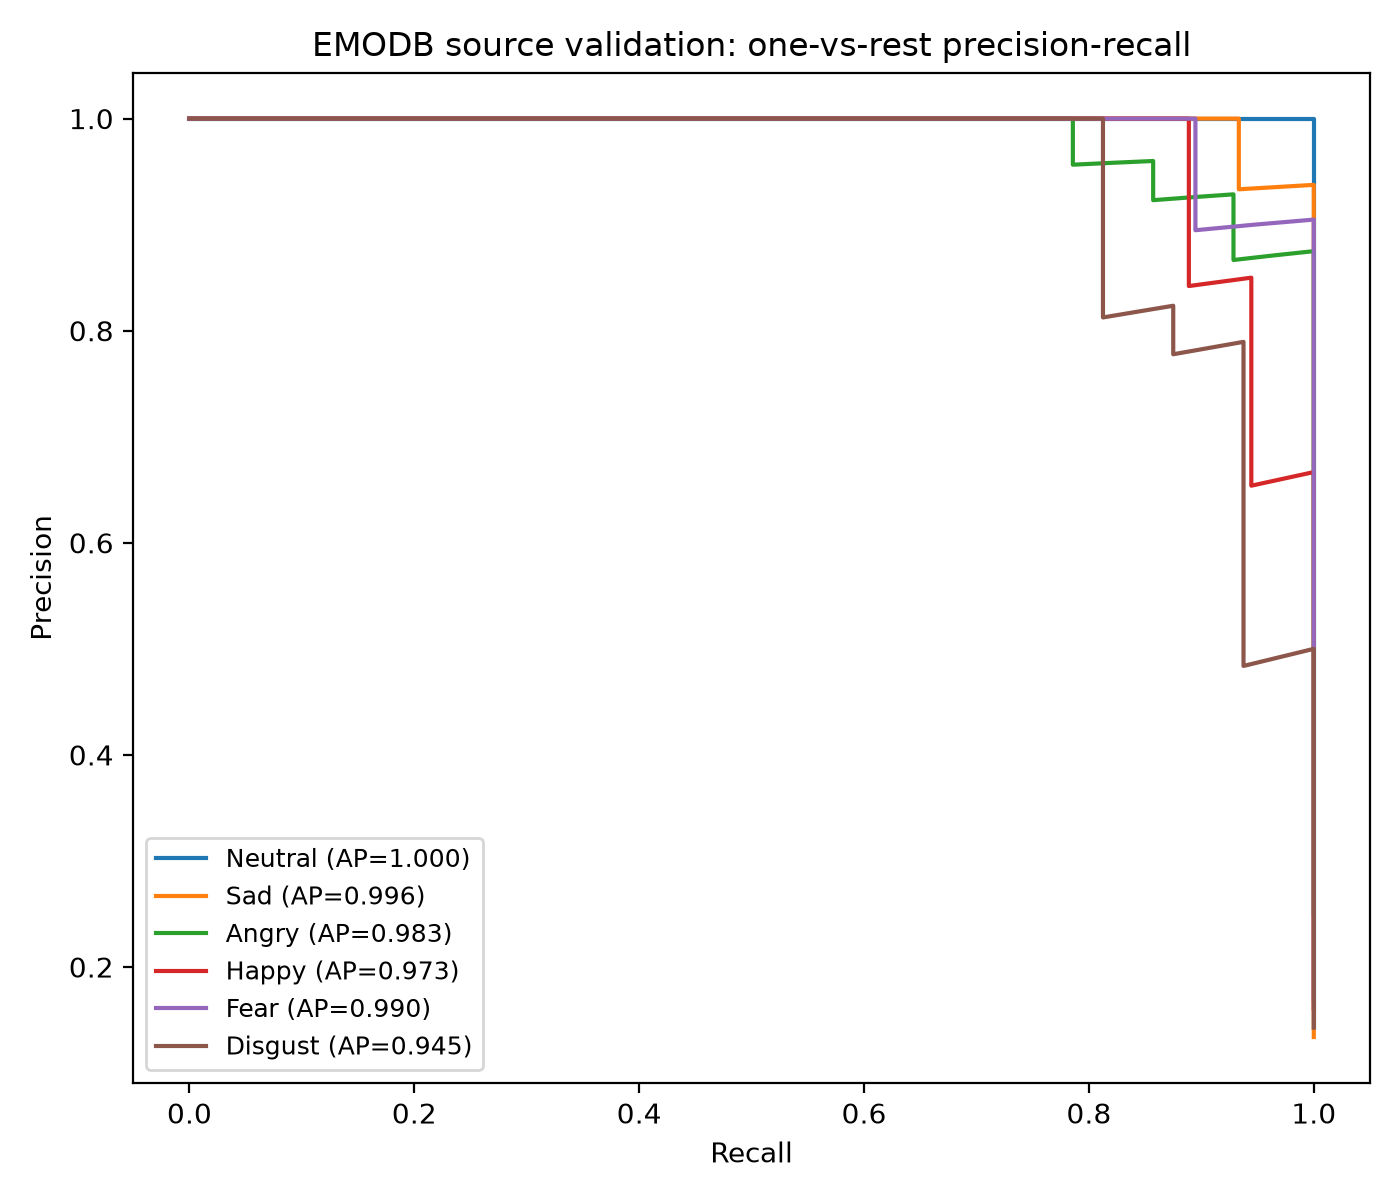 EMODB source validation: one-vs-rest precision-recall
1.0
0.8
0.6
0.4
0.2
Precision
Neutral (AP=1.000)
Sad (AP=0.996)
Angry (AP=0.983)
Happy (AP=0.973)
Fear (AP=0.990)
Disgust (AP=0.945)
0.0 0.2 0.4 0.6 0.8 1.0
Recall